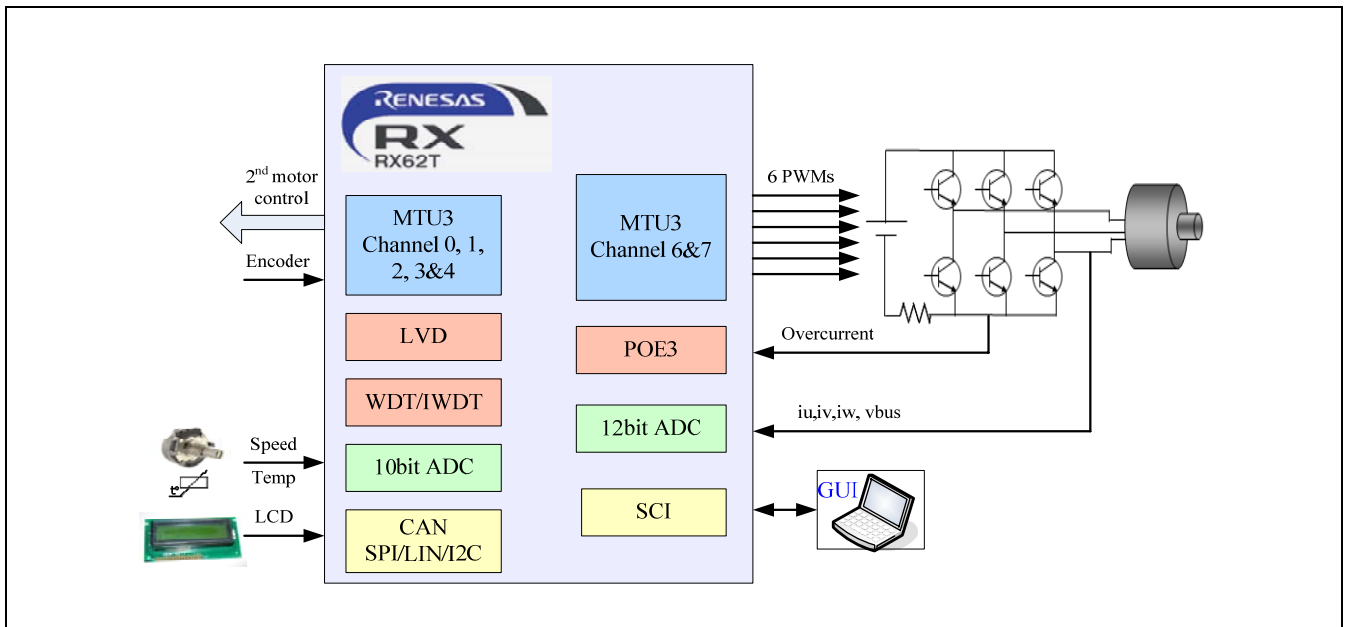 RENESAS
RX
RX62T
2nd motor
control
Encoder
MTU3
Channel 0, 1,
2, 3&4
MTU3
Channel 6&7
6 PWMs
LVD
POE3
Overcurrent
WDT/IWDT
12bit ADC
iu,iv,iw, vbus
Speed
Temp
10bit ADC
LCD
CAN
SPI/LIN/I2C
SCI
GUI